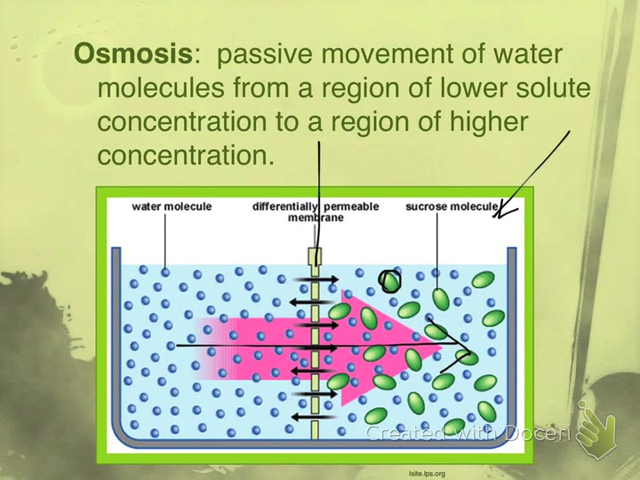 Osmosis:  passive movement of water
molecules from a region of lower solute
concentration to a region of higher
concentration.
water molecule
differentially permeable
membrane
sucrose molecule
Created with Doceri
lsite.lps.org